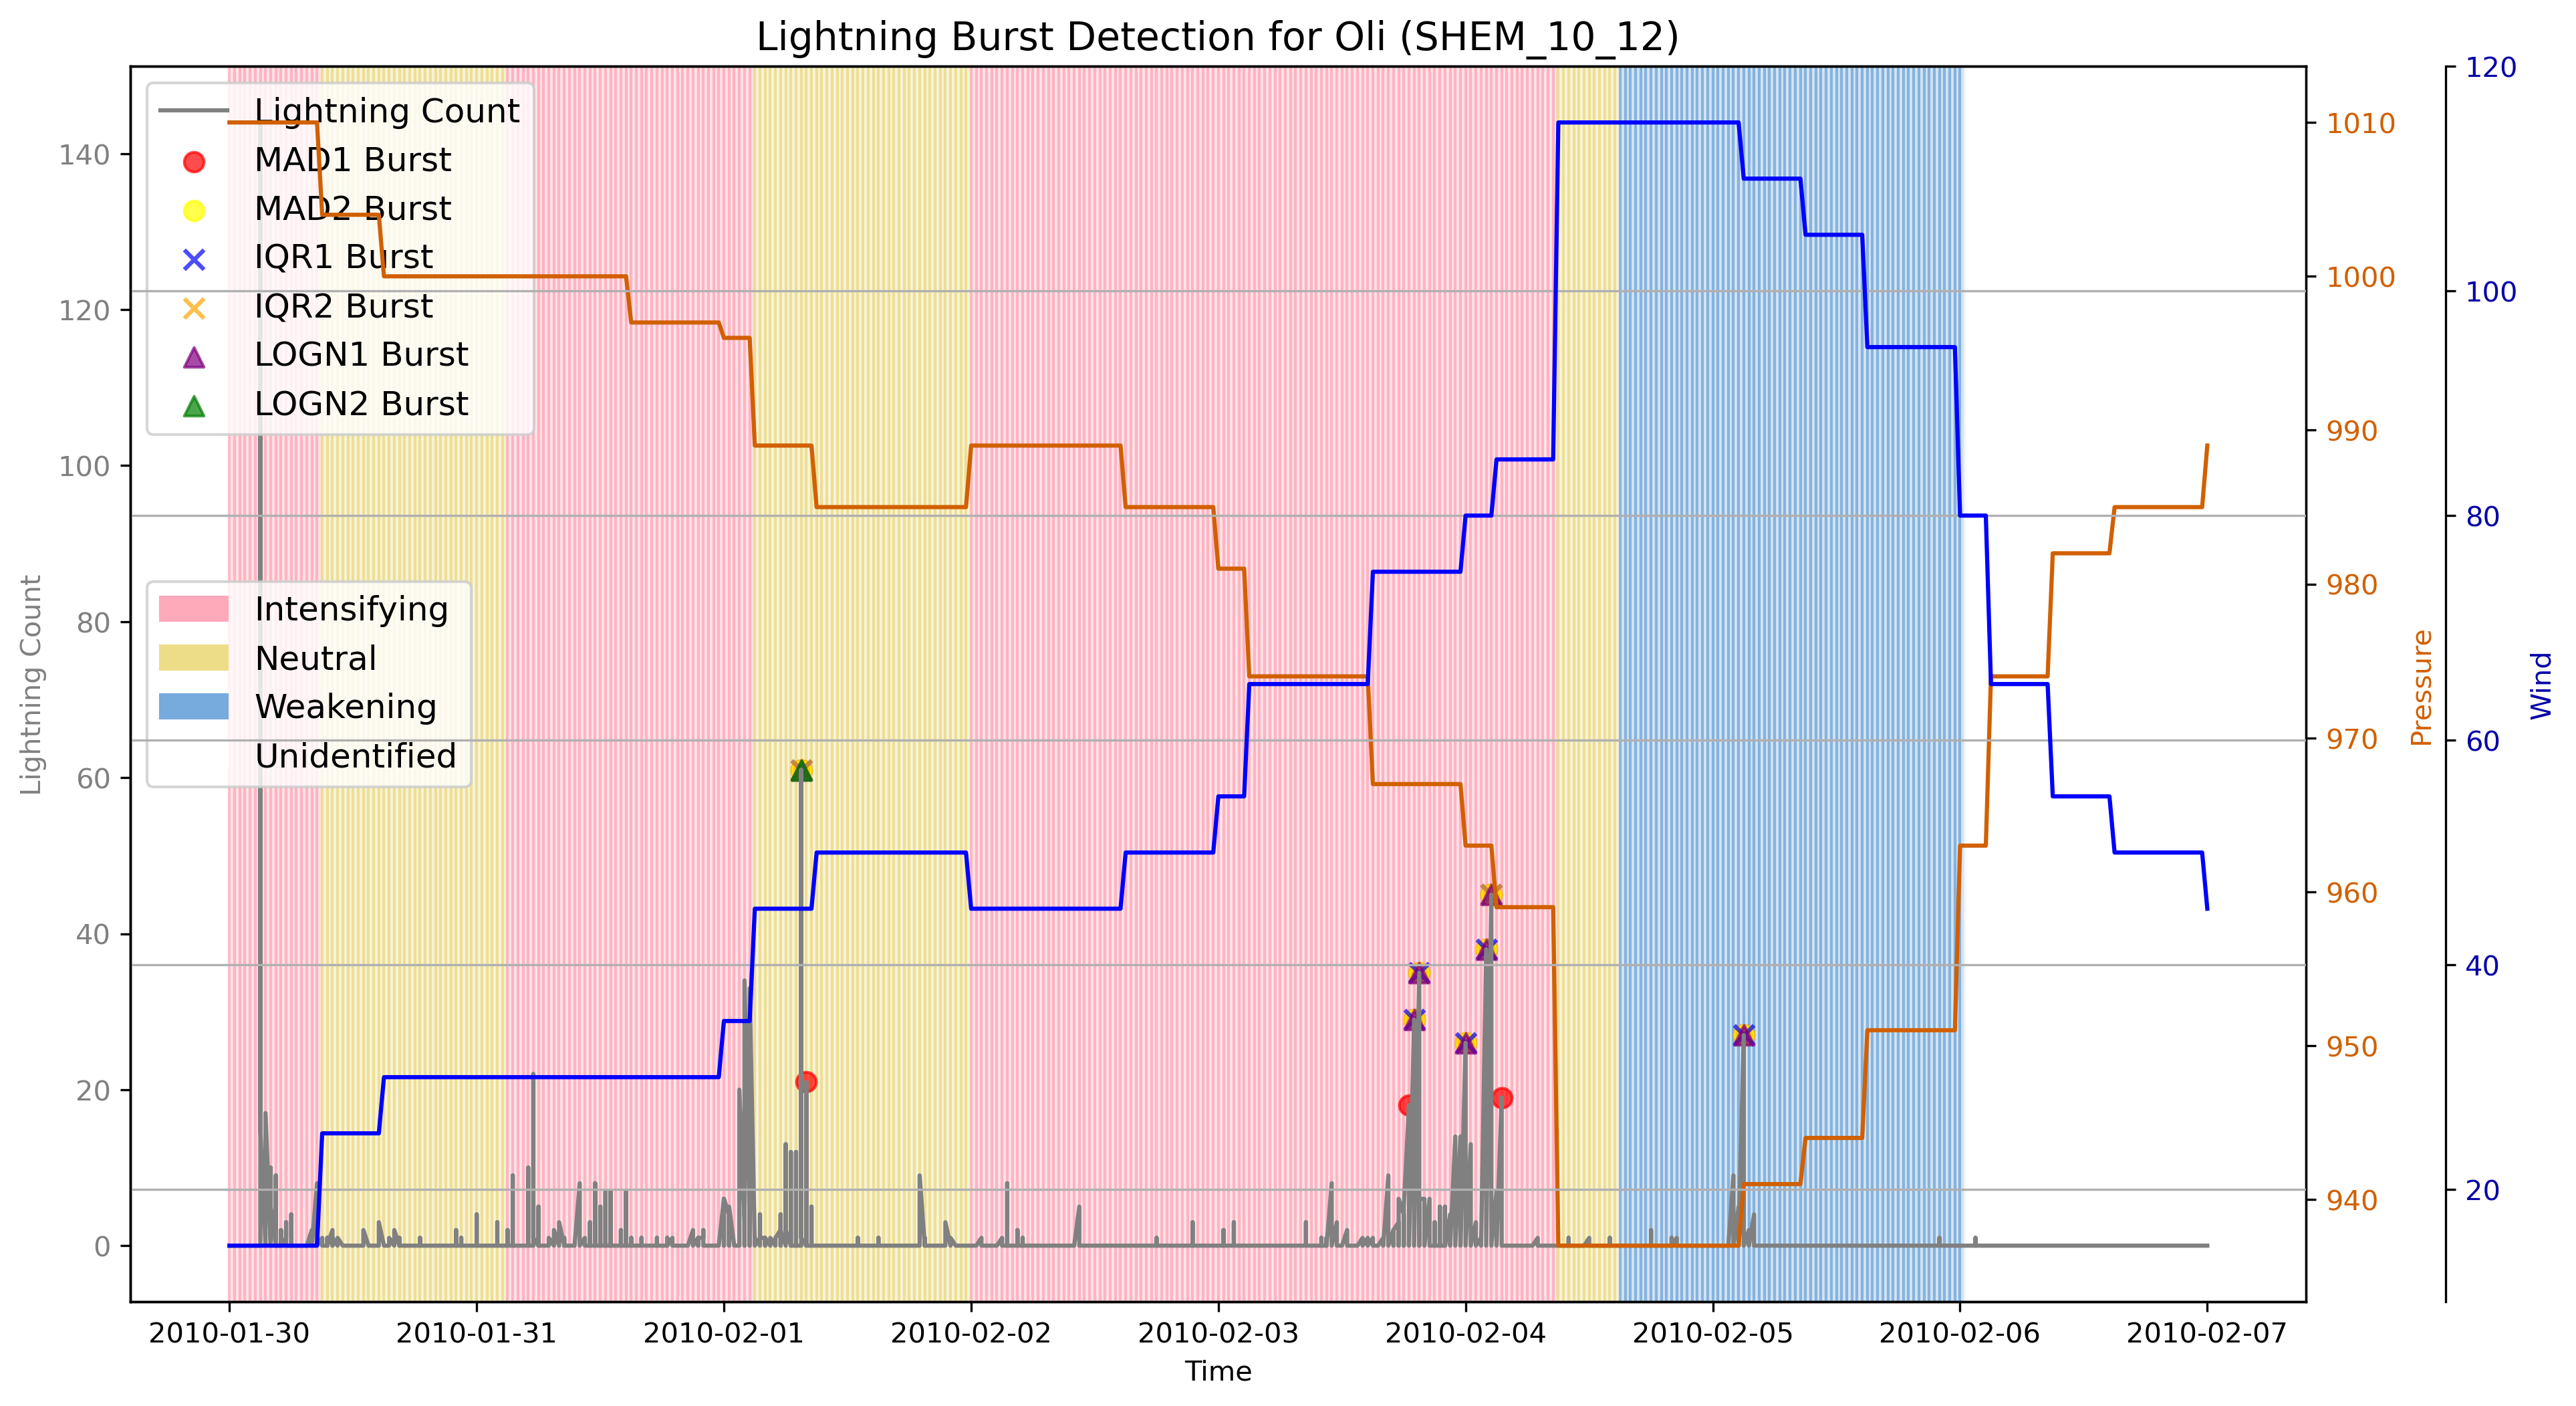 Lightning Burst Detection for Oli (SHEM_10_12)
Lightning Count
MAD1 Burst
MAD2 Burst
IQR1 Burst
IQR2 Burst
LOGN1 Burst
LOGN2 Burst
Intensifying
Neutral
Weakening
Unidentified
Lightning Count
140
120
100
80
60
40
20
0
1010
1000
990
980
970
960
950
940
Pressure
120
100
80
60
40
20
Wind
2010-01-30 2010-01-31 2010-02-01 2010-02-02 2010-02-03 2010-02-04 2010-02-05 2010-02-06 2010-02-07
Time